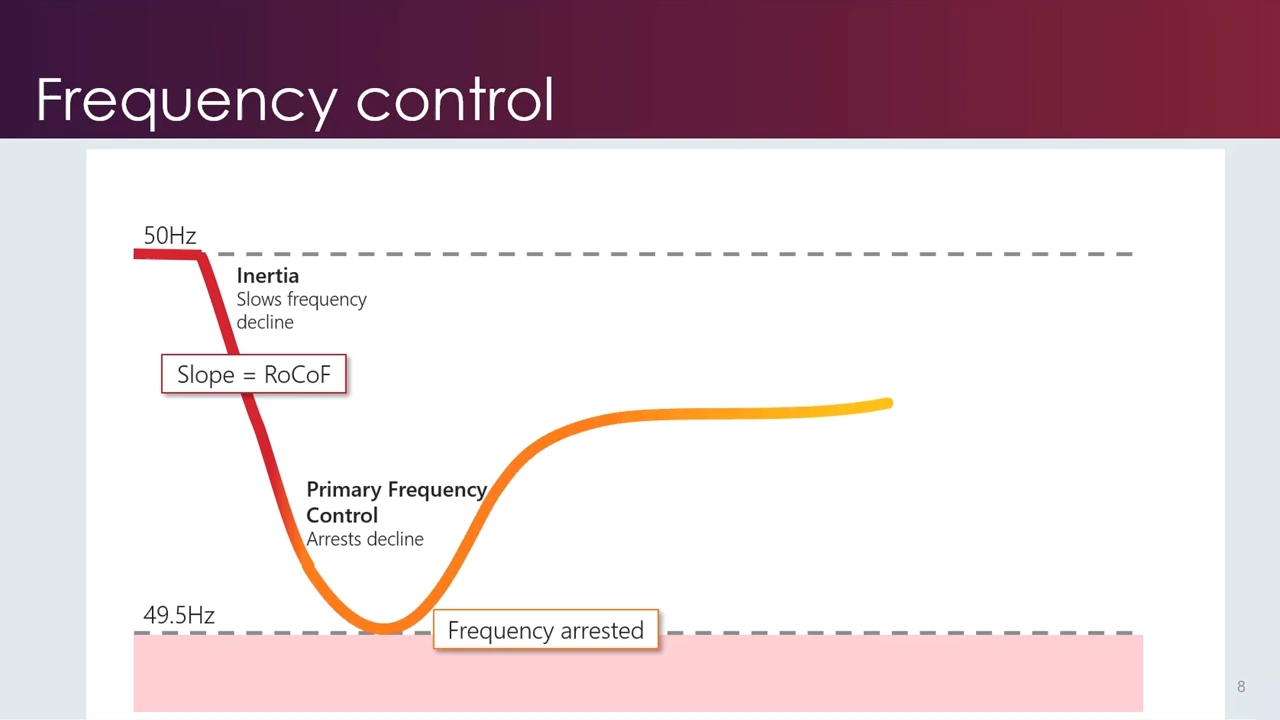 Frequency control
50Hz
Inertia
Slows frequency
decline
Slope = RoCoF
Primary Frequency
Control
Arrests decline
49.5Hz
Frequency arrested
8